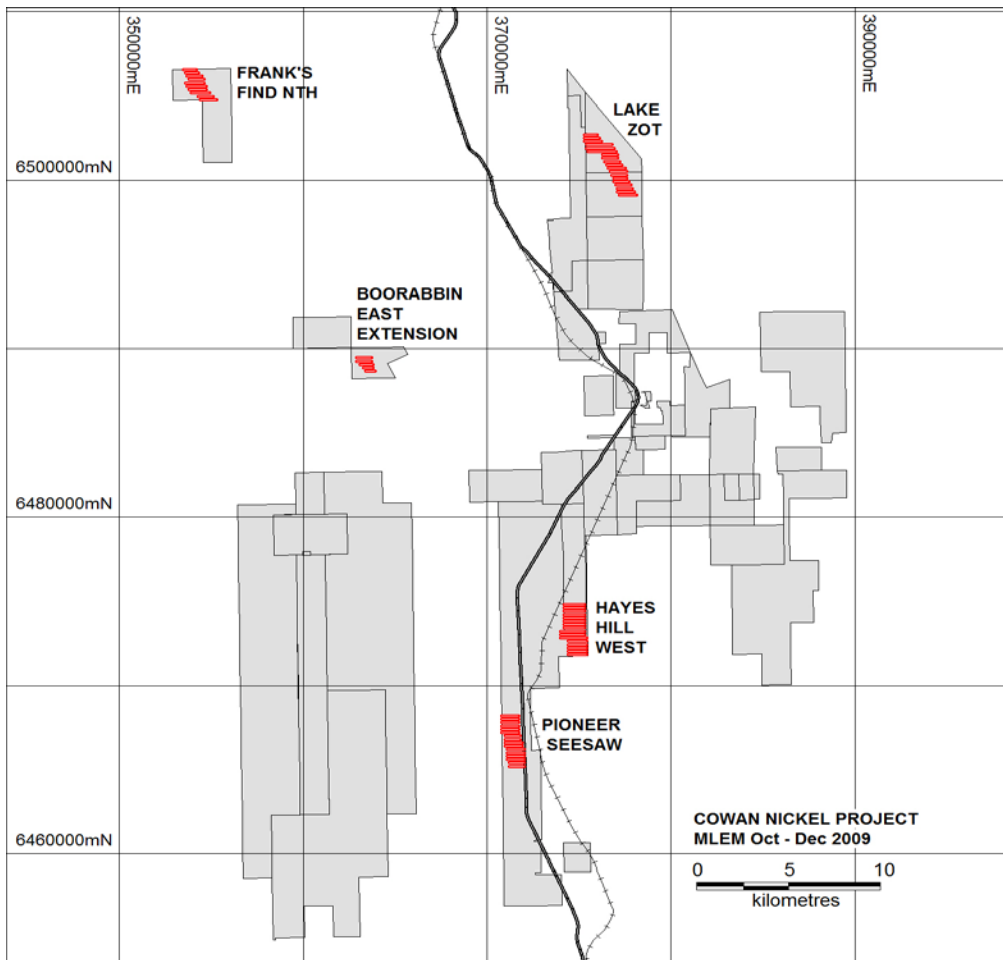 350000mE
370000mE
390000mE
FRANK'S
FIND NTH
LAKE
ZOT
6500000mN
BOORABBIN
EAST
EXTENSION
6480000mN
HAYES
HILL
WEST
PIONEER
SEESAW
COWAN NICKEL PROJECT
MLEM Oct - Dec 2009
6460000mN
0 5 10
kilometres